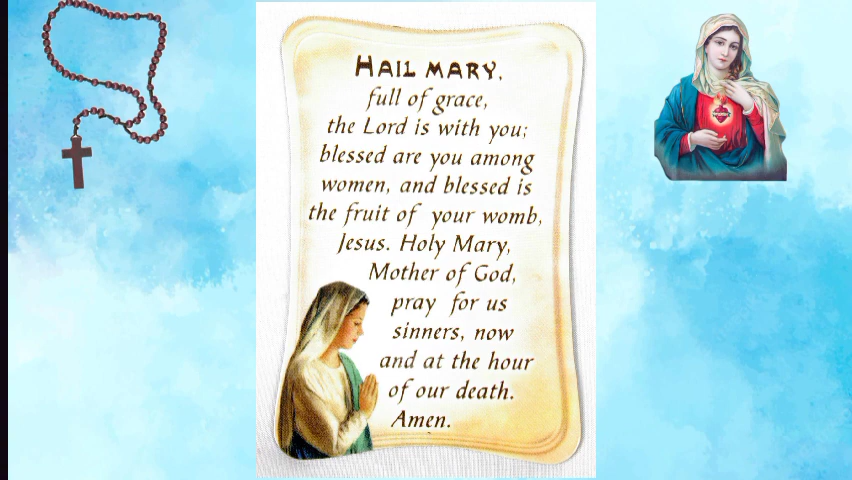 HAIL MARY,
full of grace,
the Lord is with you;
blessed are you among
women, and blessed is
the fruit of your womb,
Jesus. Holy Mary,
Mother of God,
pray for us
sinners, now
and at the hour
of our death.
Amen.